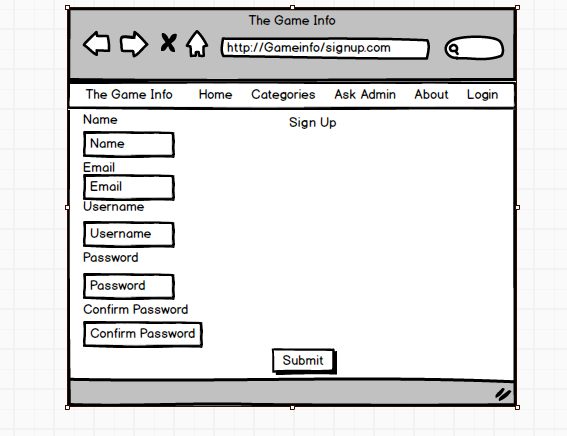 The Game Info
http://Gameinfo/signup.com
The Game Info Home Categories Ask Admin About Login
Sign Up
Name
Name
Email
Email
Username
Username
Password
Password
Confirm Password
Confirm Password
Submit